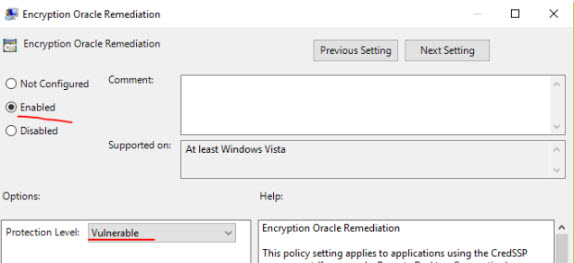 Encryption Oracle Remediation
Encryption Oracle Remediation
Previous Setting
Next Setting
Not Configured
Comment:
Enabled
Disabled
Supported on:
At least Windows Vista
Options:
Help:
Protection Level:
Vulnerable
Encryption Oracle Remediation
This policy setting applies to applications using the CredSSP